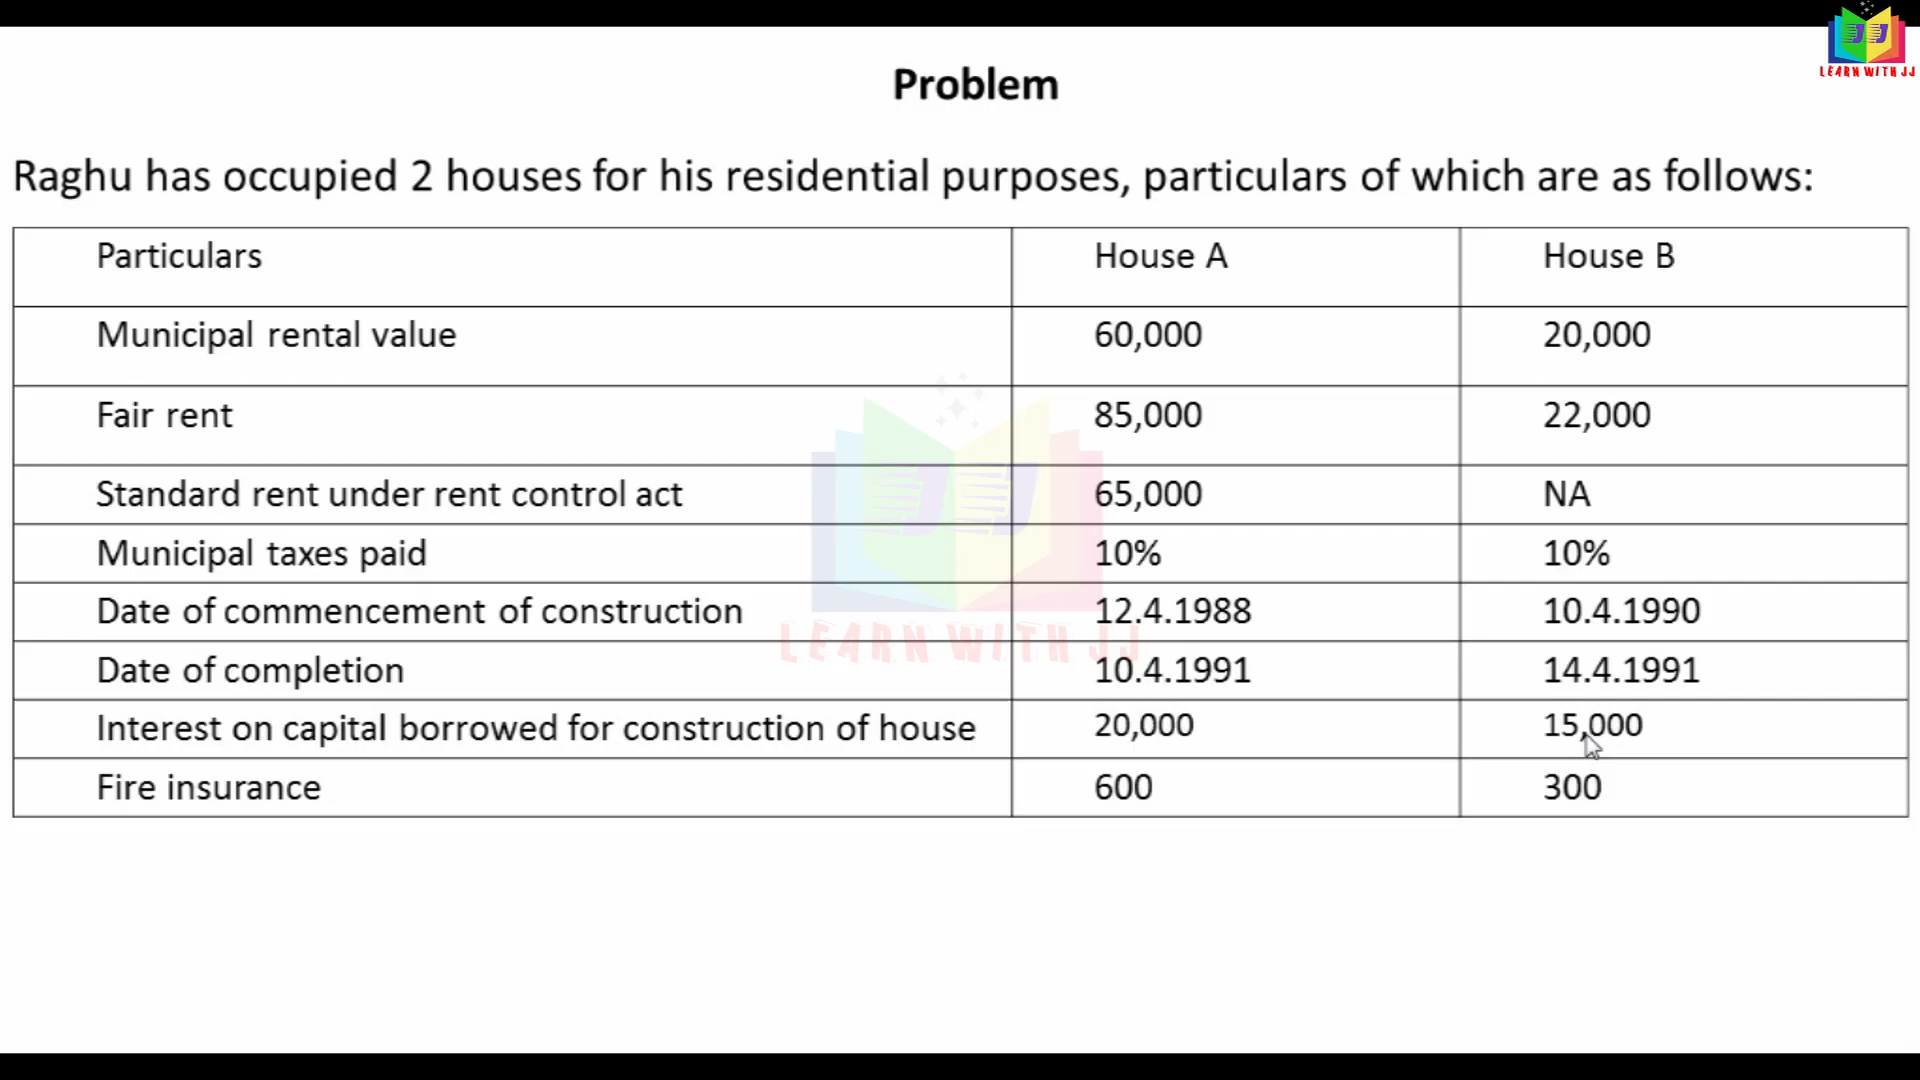 LEARN WITH JJ
Problem
Raghu has occupied 2 houses for his residential purposes, particulars of which are as follows:
Particulars House A House B
Municipal rental value 60,000 20,000
Fair rent 85,000 22,000
Standard rent under rent control act 65,000 NA
Municipal taxes paid 10% 10%
Date of commencement of construction 12.4.1988 10.4.1990
LEARN WITH JJ
Date of completion 10.4.1991 14.4.1991
Interest on capital borrowed for construction of house 20,000 15,000
Fire insurance 600 300